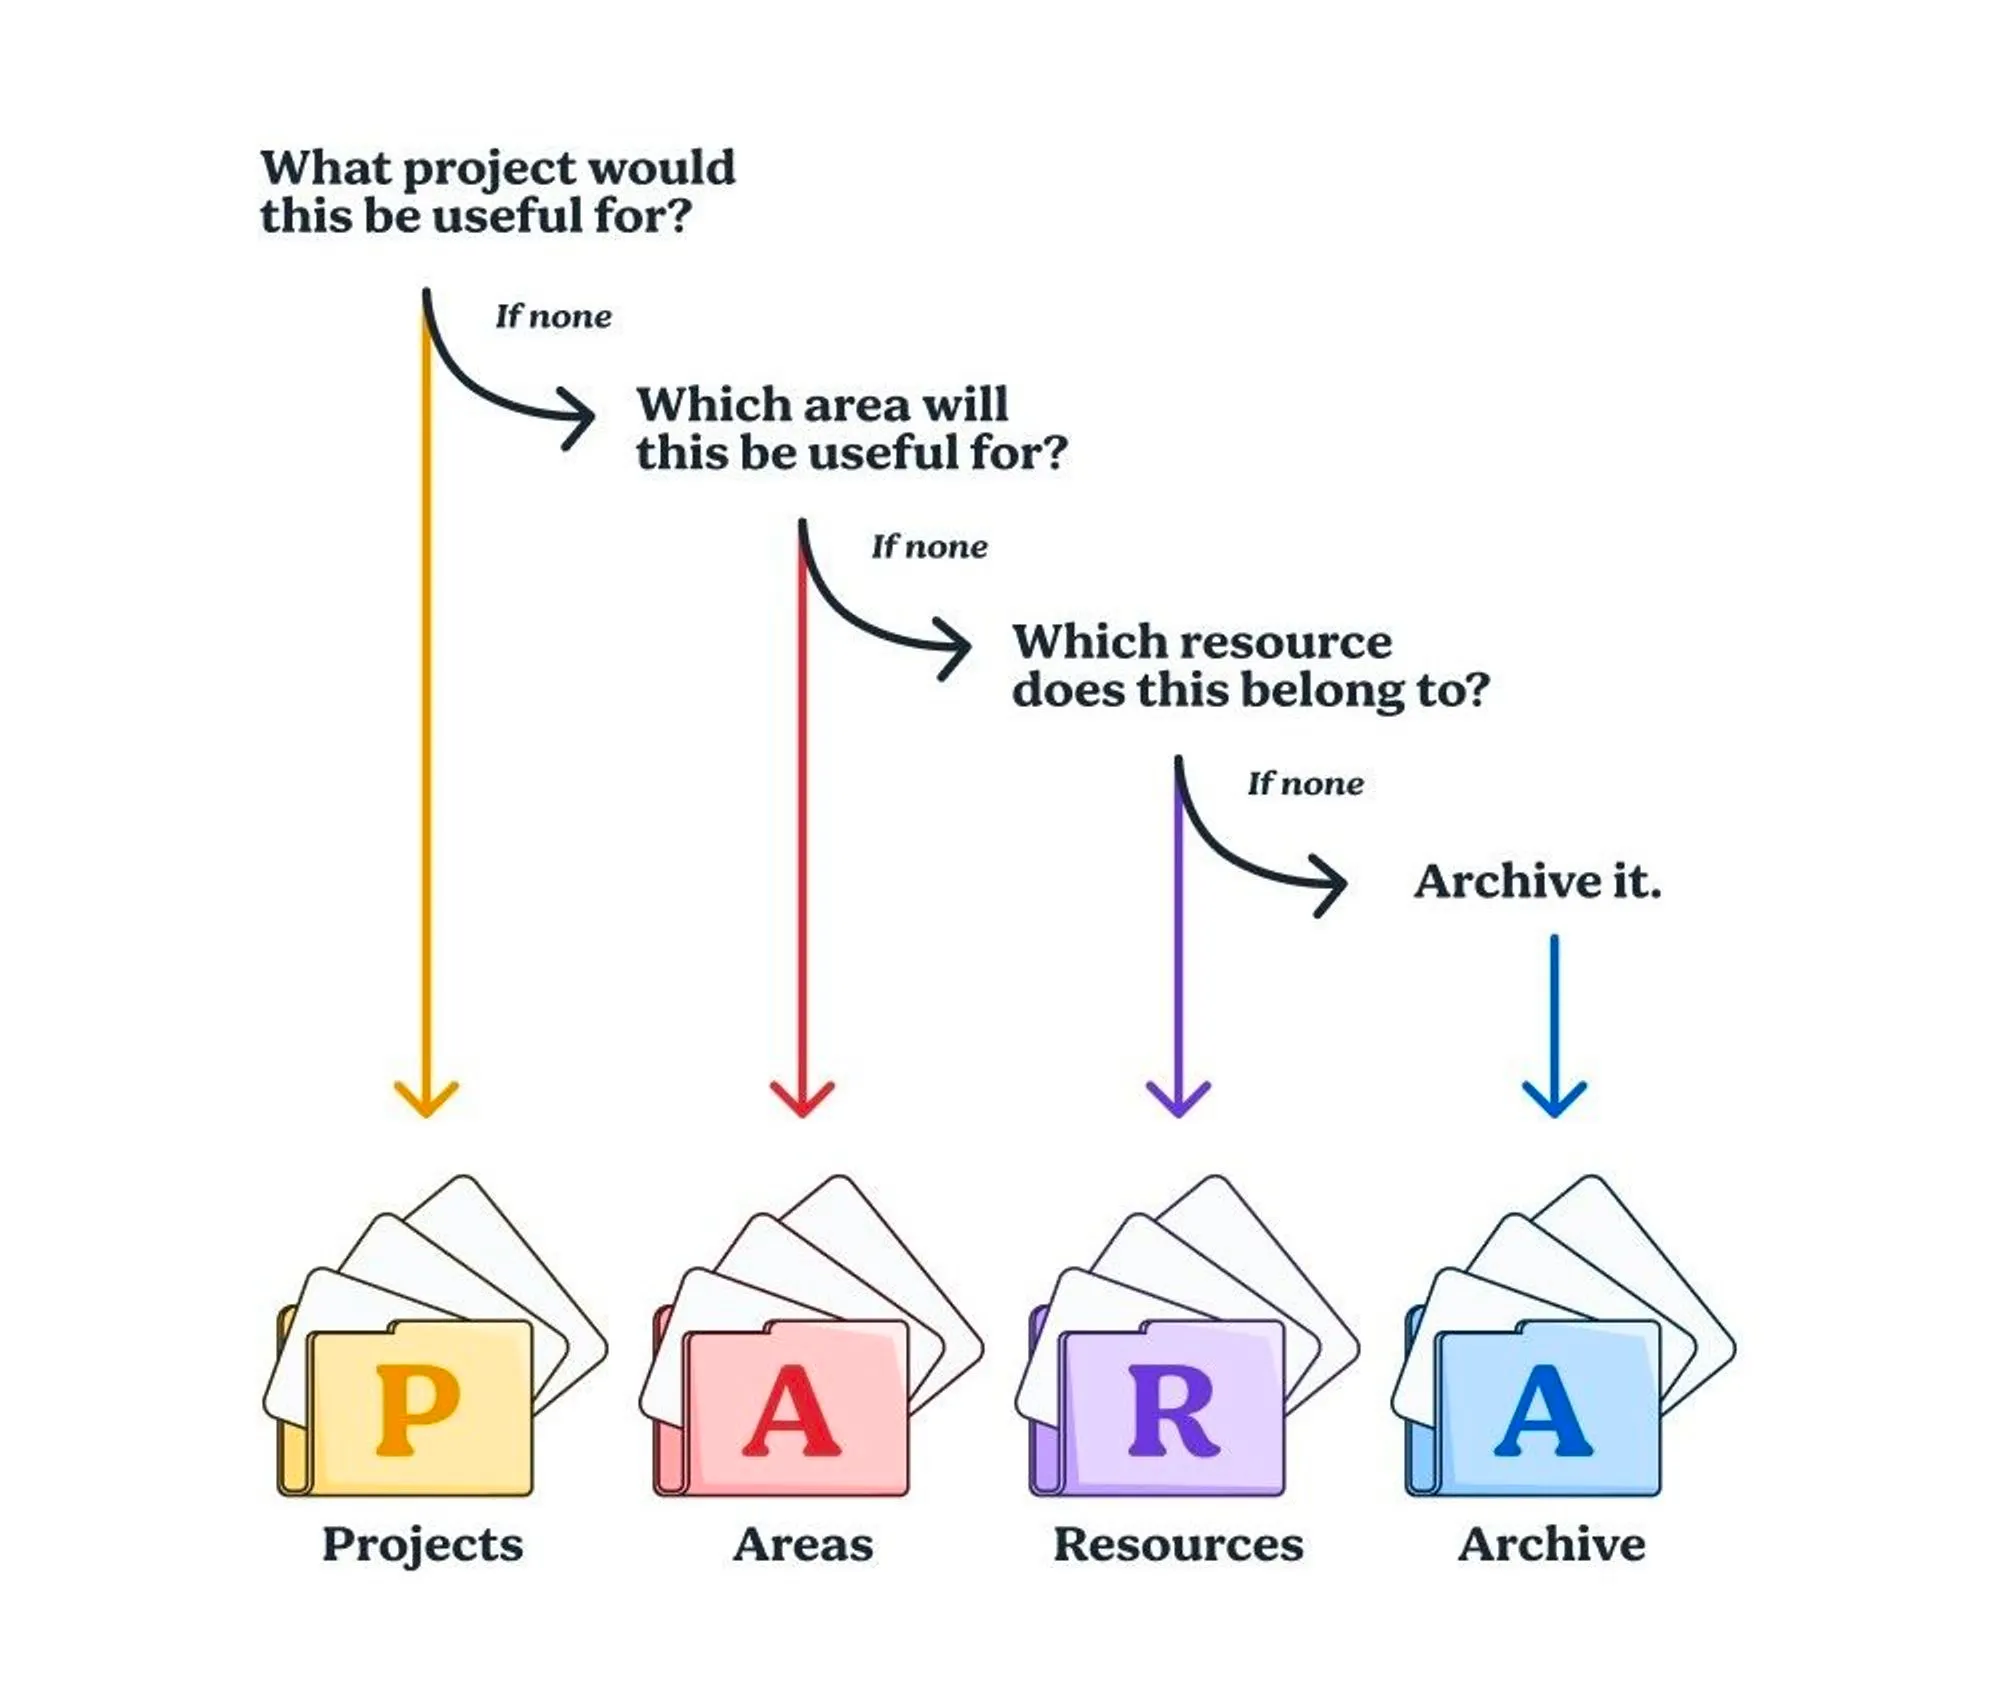 What project would
this be useful for?
If none
Which area will
this be useful for?
If none
Which resource
does this belong to?
If none
Archive it.
P
A
R
A
Projects
Areas
Resources
Archive